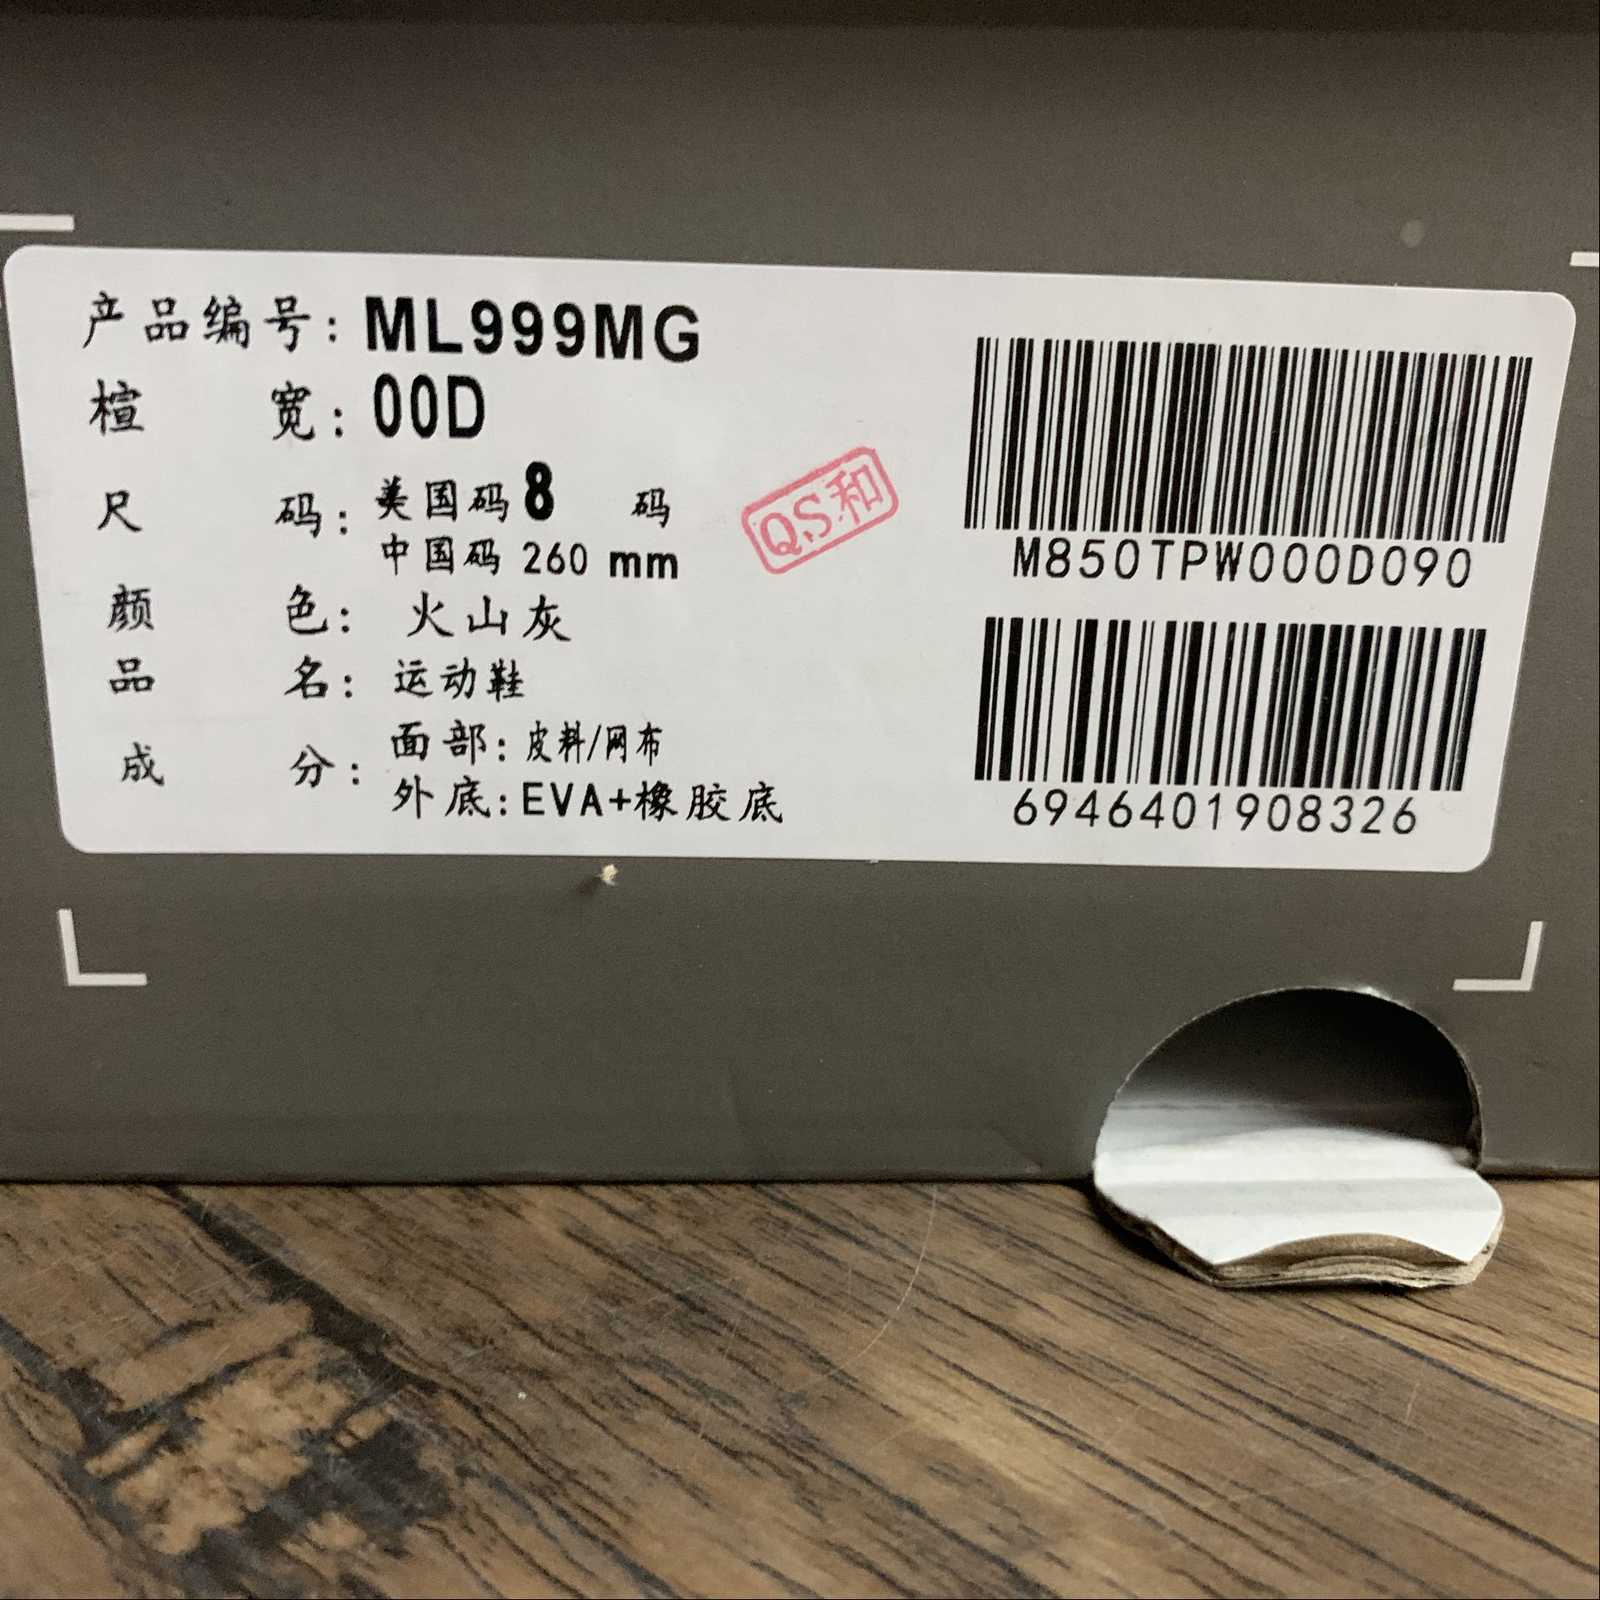 产品编号: ML999MG
楦宽: 00D
尺码: 美国码 8 码
中国码 260 mm
颜色: 火山灰
品名: 运动鞋
成分: 面部: 皮料/网布
外底: EVA+橡胶底
Q.S和
M850TPW000D090
6946401908326